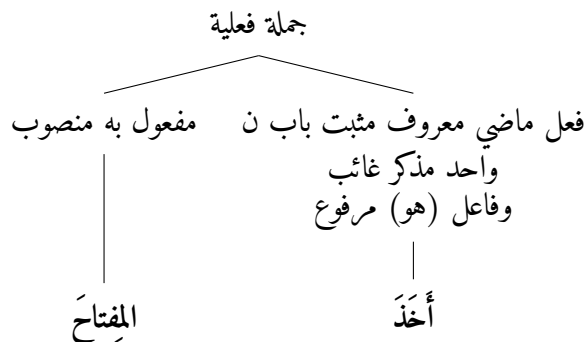 جملة فعلية
فعل ماضي معروف مثبت باب ن
واحد مذكر غائب
وفاعل (هو) مرفوع
مفعول به منصوب
أَخَذَ
المِفتاحَ